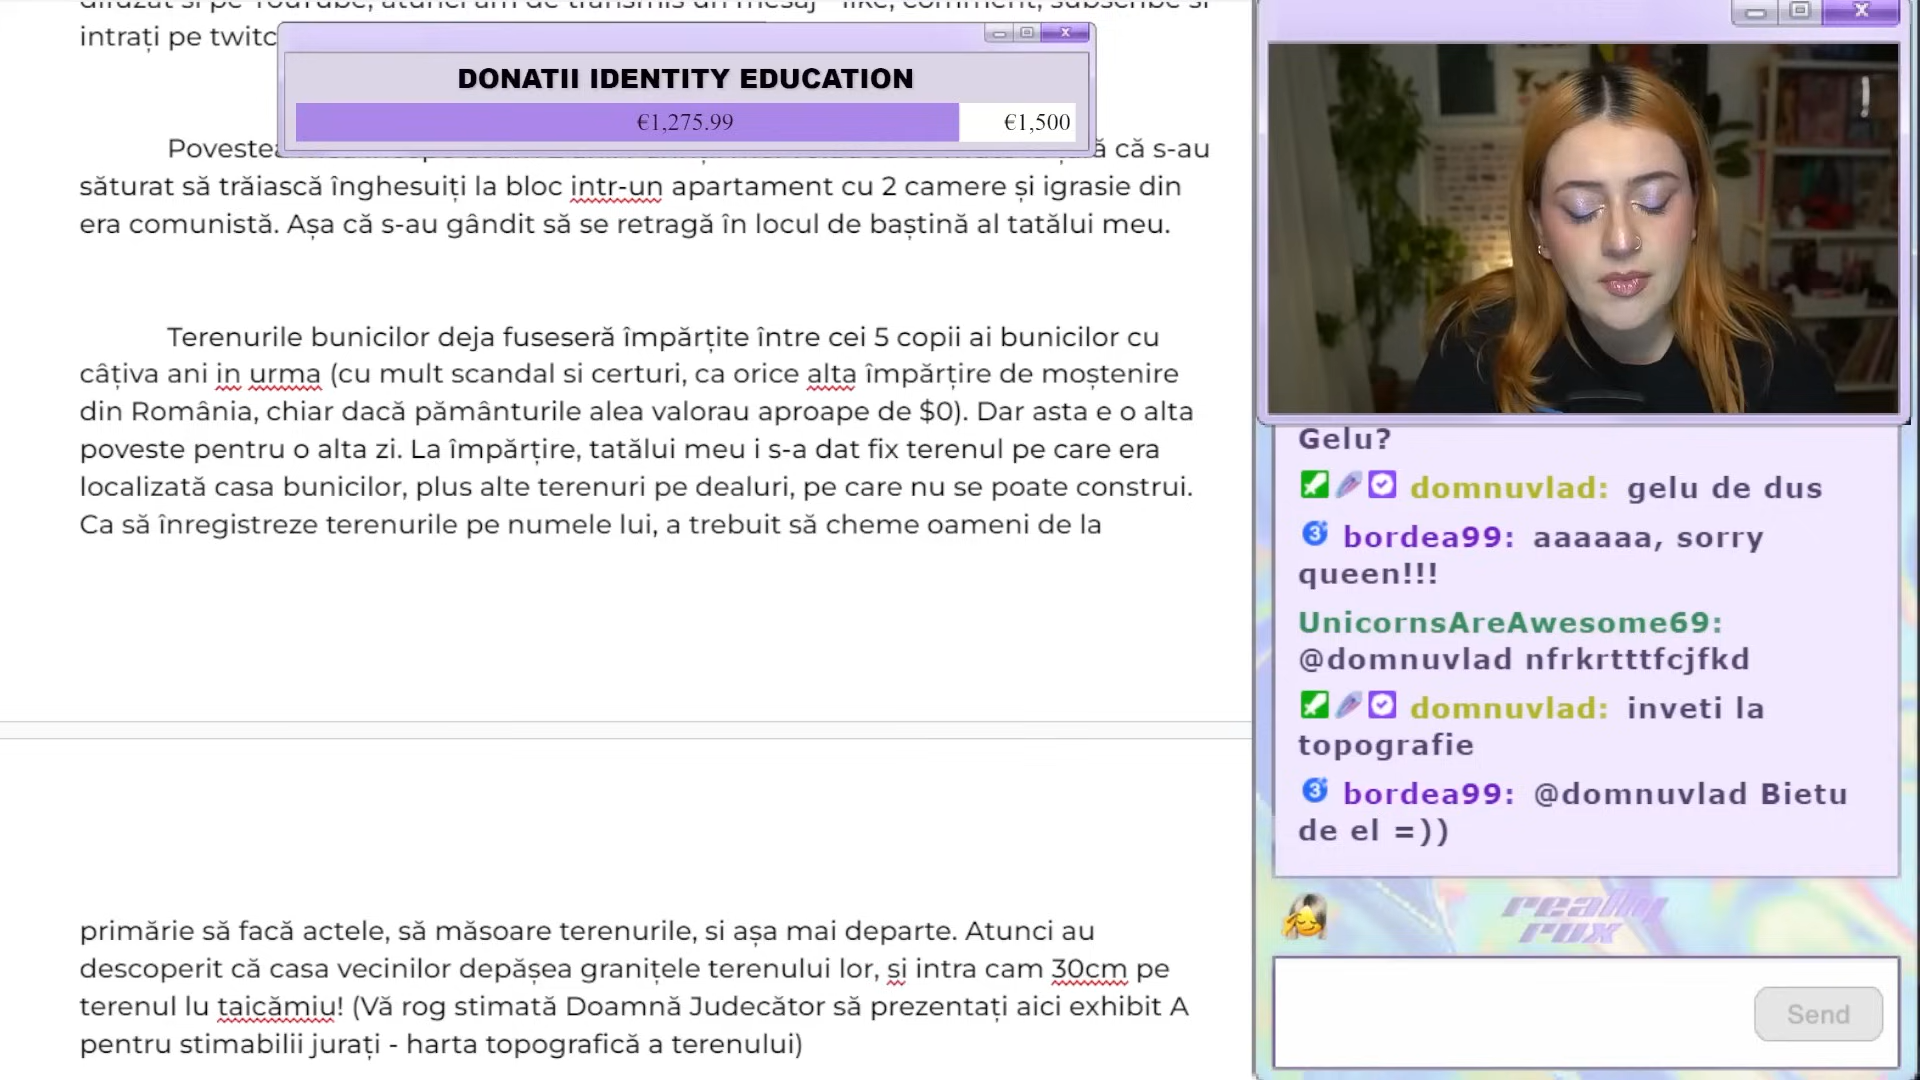 intrați pe twitc
DONATII IDENTITY EDUCATION
€1,275.99
€1,500
Povestea
ă că s-au
săturat să trăiască înghesuiți la bloc intr-un apartament cu 2 camere și igrasie din
era comunistă. Așa că s-au gândit să se retragă în locul de baștină al tatălui meu.
Terenurile bunicilor deja fuseseră împărțite între cei 5 copii ai bunicilor cu
câțiva ani in urma (cu mult scandal si certuri, ca orice alta împărțire de moștenire
din România, chiar dacă pământurile alea valorau aproape de $0). Dar asta e o alta
poveste pentru o alta zi. La împărțire, tatălui meu i s-a dat fix terenul pe care era
localizată casa bunicilor, plus alte terenuri pe dealuri, pe care nu se poate construi.
Ca să înregistreze terenurile pe numele lui, a trebuit să cheme oameni de la
primărie să facă actele, să măsoare terenurile, si așa mai departe. Atunci au
descoperit că casa vecinilor depășea granițele terenului lor, și intra cam 30cm pe
terenul lu taicămiu! (Vă rog stimată Doamnă Judecător să prezentați aici exhibit A
pentru stimabilii jurați - harta topografică a terenului)
Gelu?
domnuvlad: gelu de dus
bordea99: aaaaaa, sorry
queen!!!
UnicornsAreAwesome69:
@domnuvlad nfrkrtttfcjfkd
domnuvlad: inveti la
topografie
bordea99: @domnuvlad Bietu
de el =))
really
rux
Send